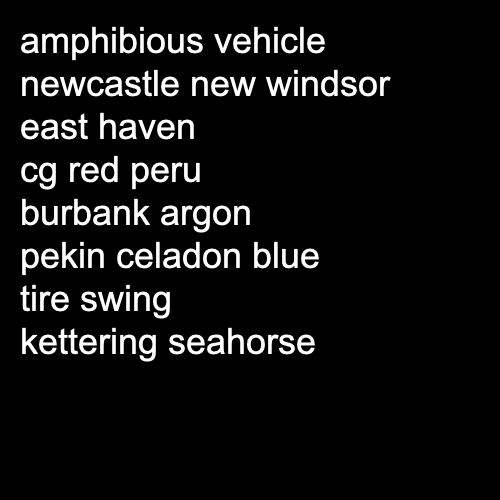 amphibious vehicle
newcastle new windsor
east haven
cg red peru
burbank argon
pekin celadon blue
tire swing
kettering seahorse